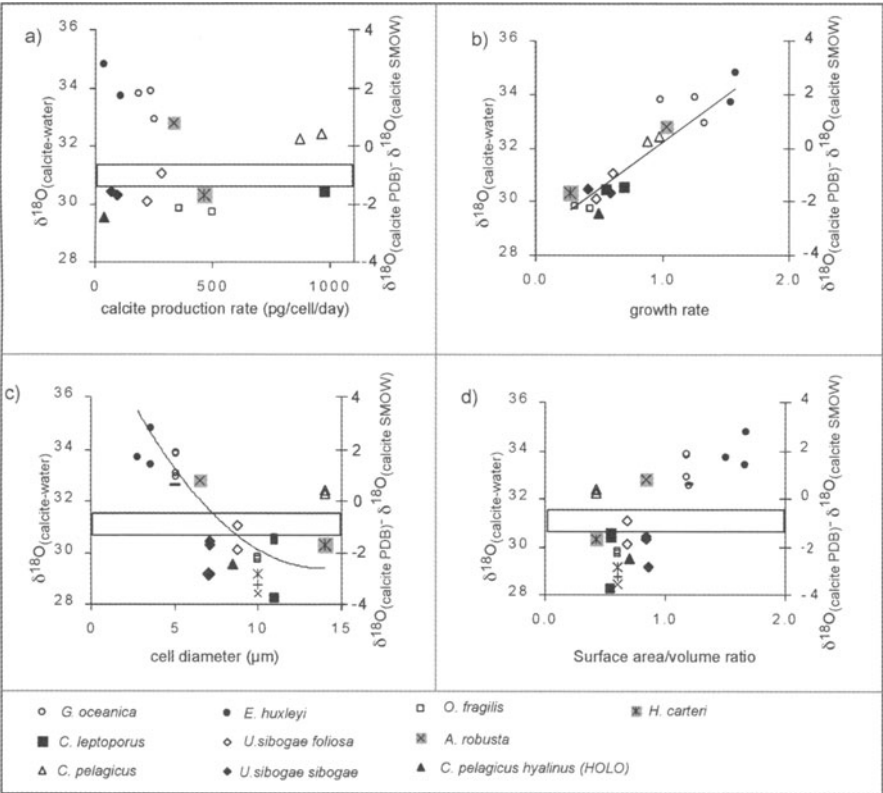 a)
36
34
32
30
28
δ18O(calcite-water)
4
2
0
-2
-4
δ18O(calcite PDB)- δ18O(calcite SMOW)
0
500
1000
calcite production rate (pg/cell/day)
b)
36
34
32
30
28
δ18O(calcite-water)
4
2
0
-2
-4
δ18O(calcite PDB)- δ18O(calcite SMOW)
0.0
1.0
2.0
growth rate
c)
36
34
32
30
28
δ18O(calcite-water)
4
2
0
-2
-4
δ18O(calcite PDB)- δ18O(calcite SMOW)
0
5
10
15
cell diameter (µm)
d)
36
34
32
30
28
δ18O(calcite-water)
4
2
0
-2
-4
δ18O(calcite PDB)- δ18O(calcite SMOW)
0.0
1.0
2.0
Surface area/volume ratio
G. oceanica
E. huxleyi
O. fragilis
H. carteri
C. leptoporus
U.sibogae foliosa
A. robusta
C. pelagicus
U.sibogae sibogae
C. pelagicus hyalinus (HOLO)